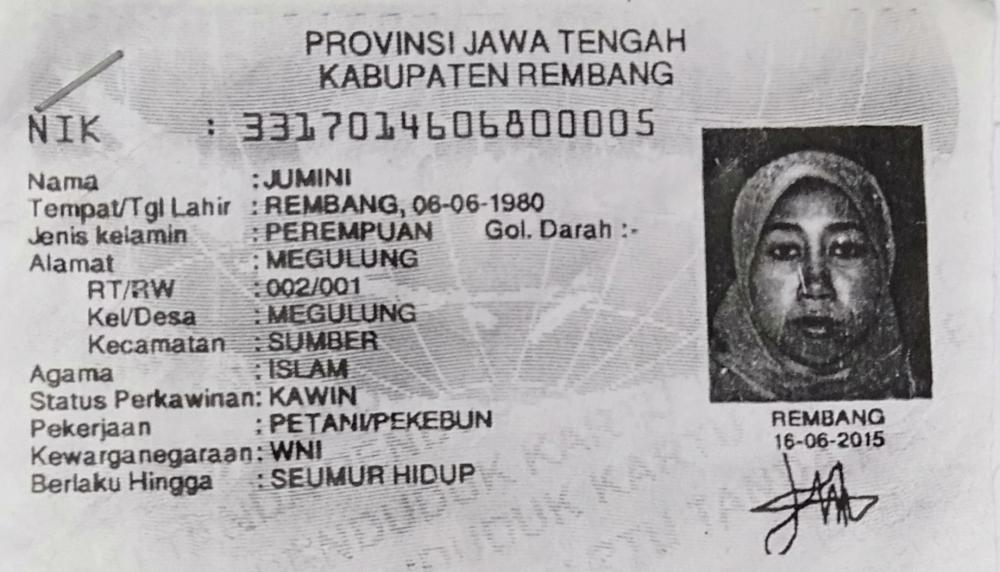 PROVINSI JAWA TENGAH
KABUPATEN REMBANG
NIK : 3317014606800005
Nama : JUMINI
Tempat/Tgl Lahir : REMBANG, 06-06-1980
Jenis kelamin : PEREMPUAN Gol. Darah :-
Alamat : MEGULUNG
RT/RW : 002/001
Kel/Desa : MEGULUNG
Kecamatan : SUMBER
Agama : ISLAM
Status Perkawinan: KAWIN
Pekerjaan : PETANI/PEKEBUN
Kewarganegaraan: WNI
Berlaku Hingga : SEUMUR HIDUP
REMBANG
16-06-2015